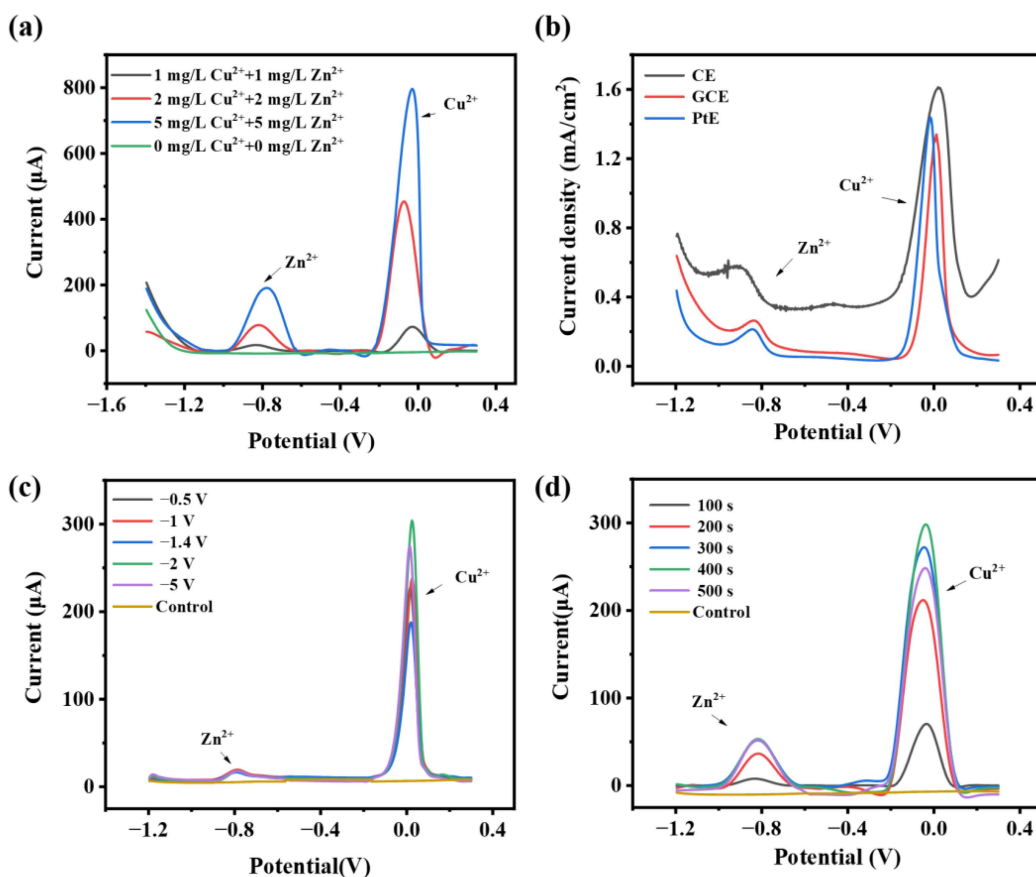 (a)
1 mg/L Cu²⁺+1 mg/L Zn²⁺
2 mg/L Cu²⁺+2 mg/L Zn²⁺
5 mg/L Cu²⁺+5 mg/L Zn²⁺
0 mg/L Cu²⁺+0 mg/L Zn²⁺
Cu²⁺
Zn²⁺
800
600
400
200
0
Current (μA)
−1.6
−1.2
−0.8
−0.4
0.0
0.4
Potential (V)
(b)
CE
GCE
PtE
Cu²⁺
Zn²⁺
1.6
1.2
0.8
0.4
0.0
Current density (mA/cm²)
−1.2
−0.8
−0.4
0.0
0.4
Potential (V)
(c)
−0.5 V
−1 V
−1.4 V
−2 V
−5 V
Control
Cu²⁺
Zn²⁺
300
200
100
0
Current (μA)
−1.2
−0.8
−0.4
0.0
0.4
Potential(V)
(d)
100 s
200 s
300 s
400 s
500 s
Control
Cu²⁺
Zn²⁺
300
200
100
0
Current(μA)
−1.2
−0.8
−0.4
0.0
0.4
Potential (V)